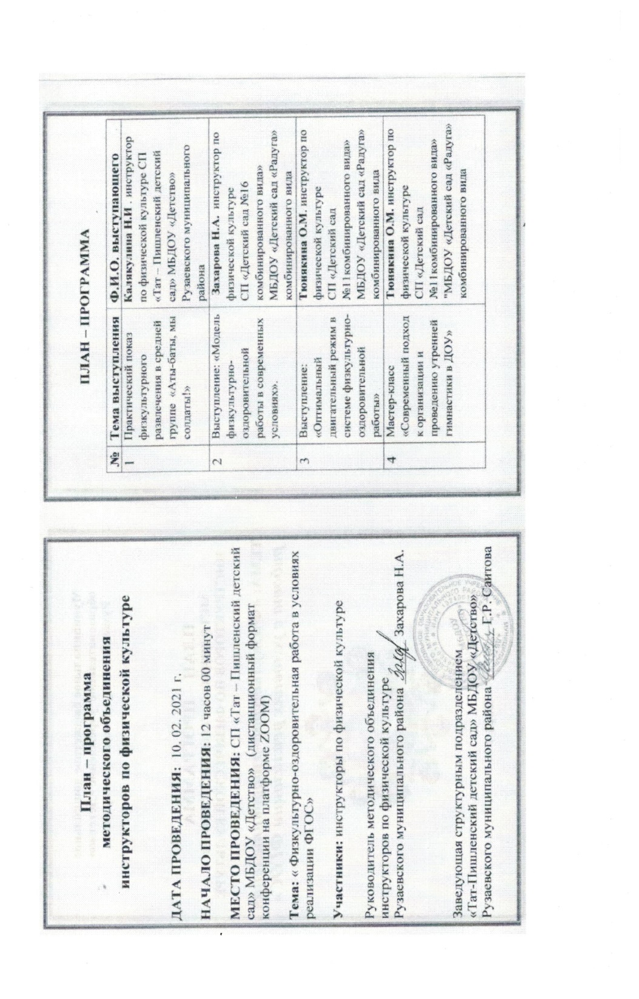 План – программа
методического объединения
инструкторов по физической культуре
ДАТА ПРОВЕДЕНИЯ: 10. 02. 2021 г.
НАЧАЛО ПРОВЕДЕНИЯ: 12 часов 00 минут
МЕСТО ПРОВЕДЕНИЯ: СП «Тат – Пишленский детский
сад» МБДОУ «Детство» (дистанционный формат
конференции на платформе ZOOM)
Тема: « Физкультурно-оздоровительная работа в условиях
реализации ФГОС»
Участники: инструкторы по физической культуре
Руководитель методического объединения
инструкторов по физической культуре
Рузаевского муниципального района Захарова Н.А.
Заведующая структурным подразделением
«Тат-Пишленский детский сад» МБДОУ «Детство»
Рузаевского муниципального района Г.Р. Саитова
ПЛАН – ПРОГРАММА
№ Тема выступления Ф.И.О. выступающего
1
Практический показ
физкультурного
развлечения в средней
группе «Аты-баты, мы
солдаты!»
Калякулина Н.И . инструктор
по физической культуре СП
«Тат – Пишленский детский
сад» МБДОУ «Детство»
Рузаевского муниципального
района
2
Выступление: «Модель
физкультурно-
оздоровительной
работы в современных
условиях».
Захарова Н.А. инструктор по
физической культуре
СП «Детский сад №16
комбинированного вида»
МБДОУ «Детский сад «Радуга»
комбинированного вида
3
Выступление:
«Оптимальный
двигательный режим в
системе физкультурно-
оздоровительной
работы»
Тюнякина О.М. инструктор по
физической культуре
СП «Детский сад
№11комбинированного вида»
МБДОУ «Детский сад «Радуга»
комбинированного вида
4
Мастер-класс
«Современный подход
к организации и
проведению утренней
гимнастики в ДОУ»
Тюнякина О.М. инструктор по
физической культуре
СП «Детский сад
№11комбинированного вида»
"МБДОУ «Детский сад «Радуга»
комбинированного вида